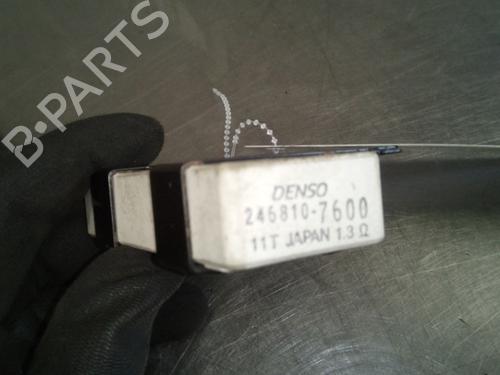 B-PARTS
DENSO
246810-7600
11T JAPAN 1.3 Ω